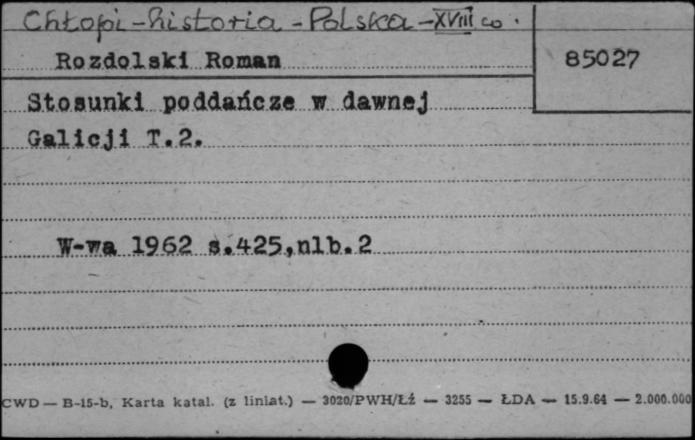 Chłopi - historia - Polska - XVIII w.
Rozdolski Roman
85027
Stosunki poddańcze w dawnej
Galicji T.2.
W-wa 1962 s.425,nlb.2
CWD — B-15-b, Karta katal. (z liniat.) — 3020/PWH/Łź — 3255 — ŁDA — 15.9.64 — 2.000.000